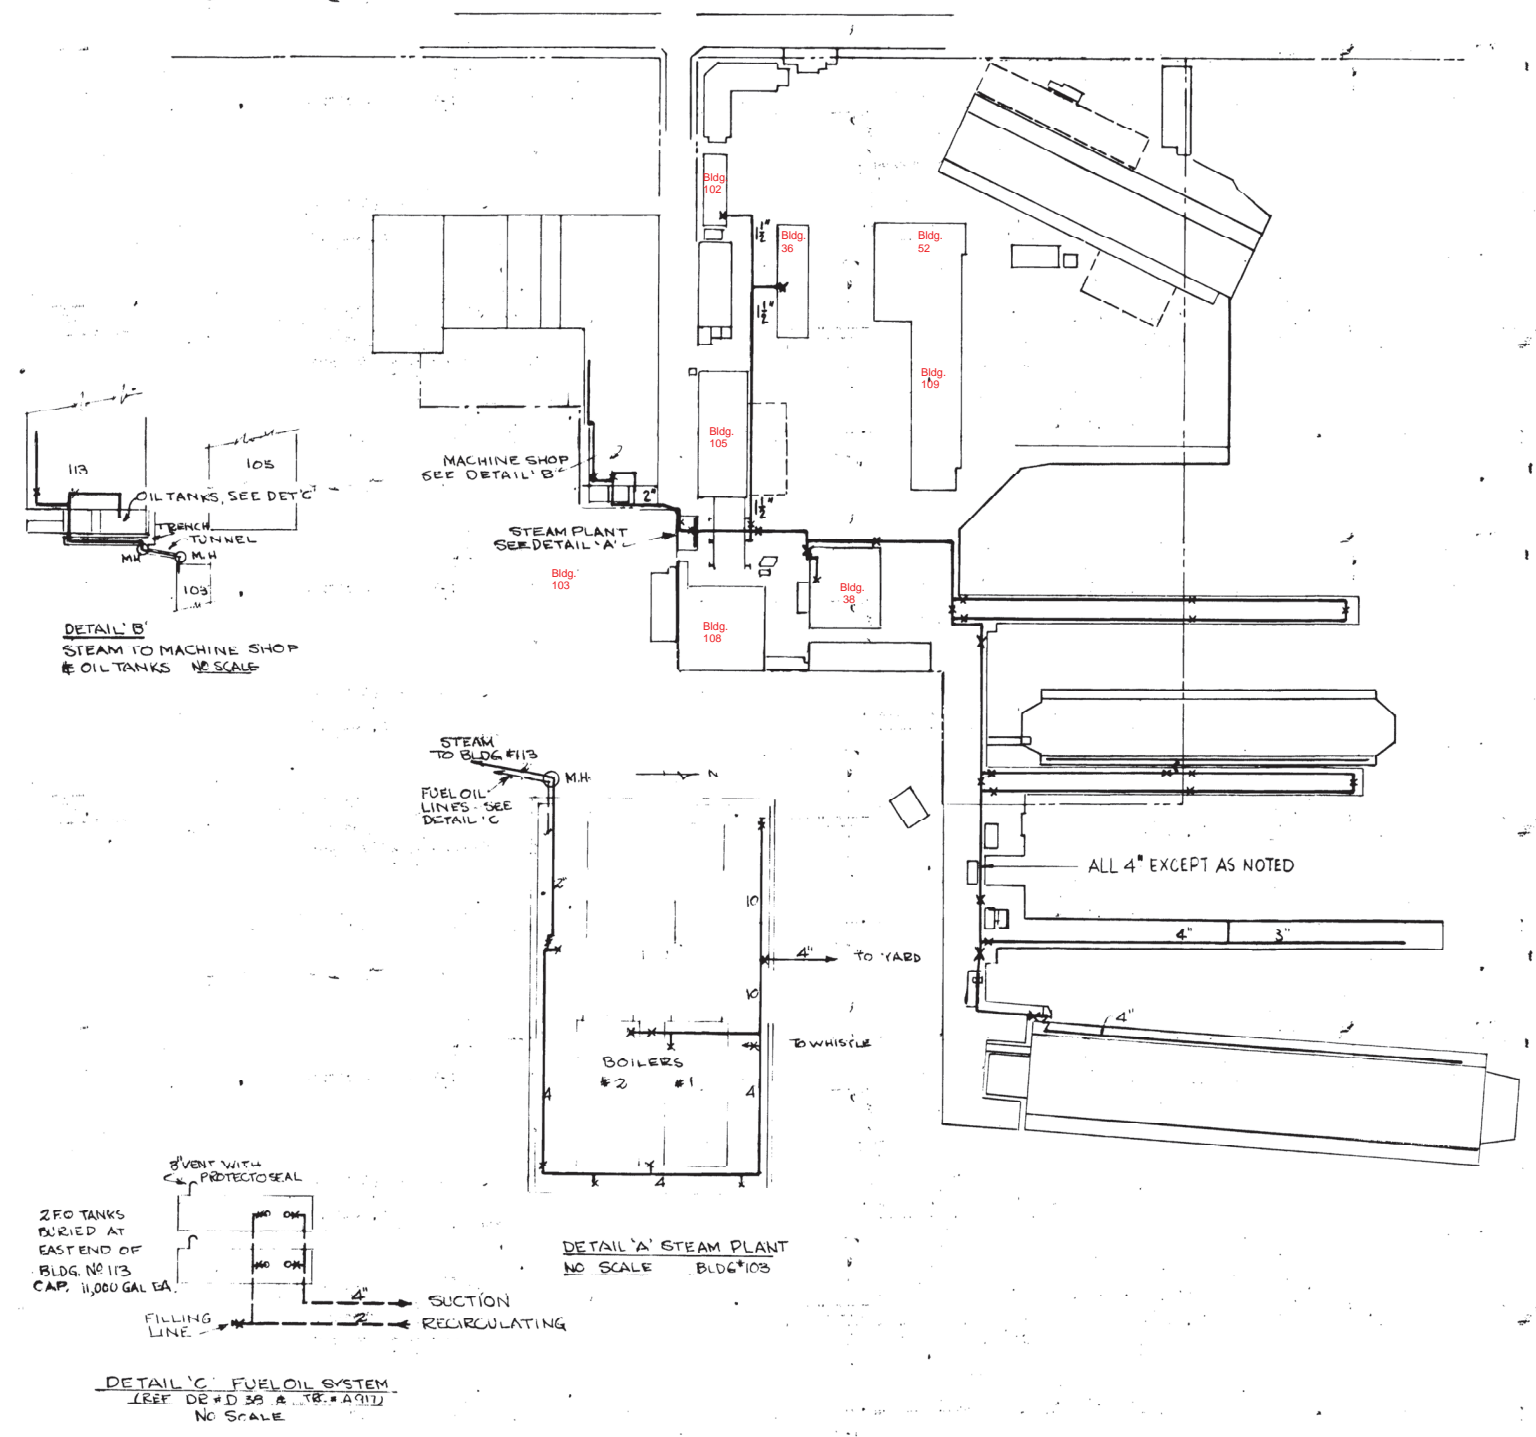 Bldg.
102
1½"
Bldg.
36
Bldg.
52
1½"
Bldg.
109
Bldg.
105
MACHINE SHOP
SEE DETAIL 'B'
2"
1½"
STEAM PLANT
SEE DETAIL 'A'
Bldg.
103
Bldg.
38
Bldg.
108
113
105
OIL TANKS, SEE DET 'C'
TRENCH
TUNNEL
M.H
M.H
103
DETAIL 'B'
STEAM TO MACHINE SHOP
& OIL TANKS NO SCALE
STEAM
TO BLDG #113
M.H.
N
FUEL OIL
LINES - SEE
DETAIL 'C'
2"
10
4"
TO YARD
10
TO WHISTLE
BOILERS
#2 #1
4
4
4
ALL 4" EXCEPT AS NOTED
4"
3"
4"
DETAIL 'A' STEAM PLANT
NO SCALE BLDG #103
3" VENT WITH
PROTECTOSEAL
2 F.O TANKS
BURIED AT
EAST END OF
BLDG. Nº 113
CAP. 11,000 GAL EA.
4"
SUCTION
2"
RECIRCULATING
FILLING
LINE
DETAIL 'C' FUEL OIL SYSTEM
(REF DR #D 38 & TR. #A917)
NO SCALE